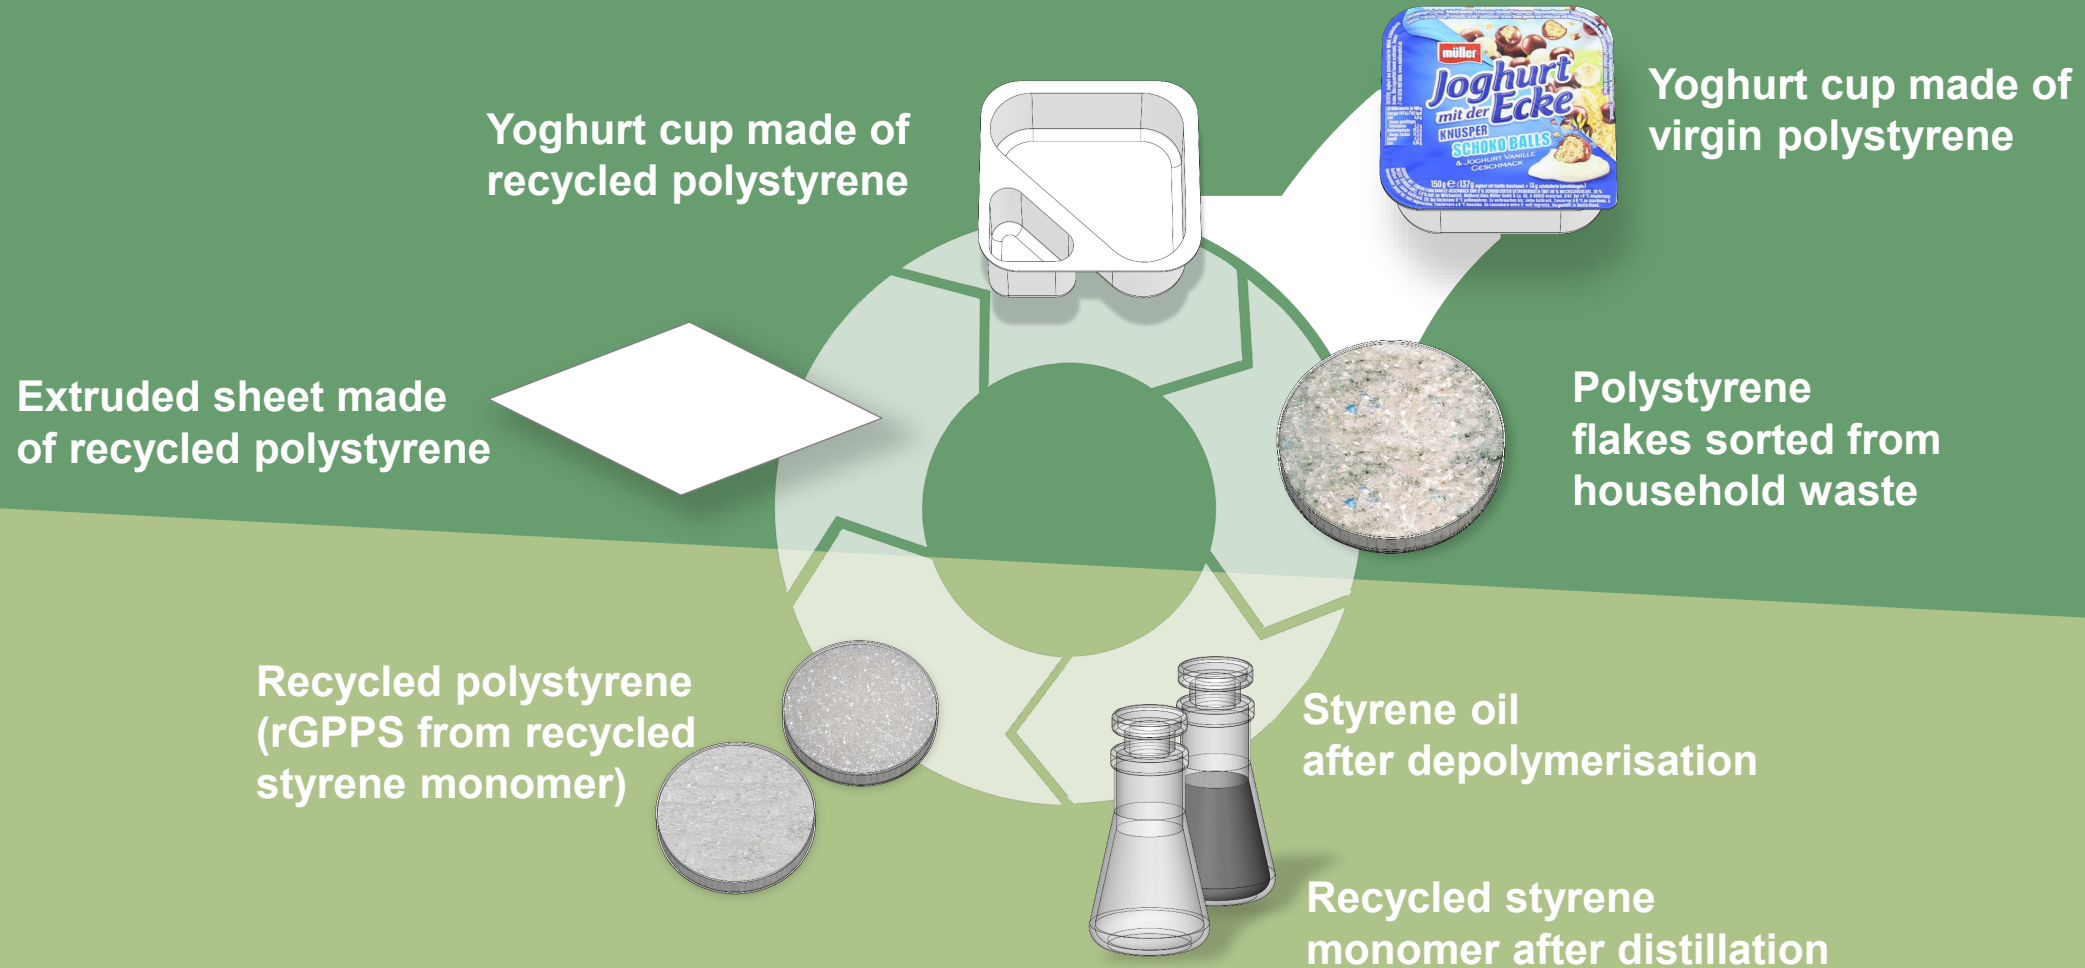 Yoghurt cup made of
recycled polystyrene
müller
Joghurt
mit der Ecke
KNUSPER
SCHOKO BALLS
& JOGHURT VANILLE
GESCHMACK
Yoghurt cup made of
virgin polystyrene
Extruded sheet made
of recycled polystyrene
Polystyrene
flakes sorted from
household waste
Recycled polystyrene
(rGPPS from recycled
styrene monomer)
Styrene oil
after depolymerisation
Recycled styrene
monomer after distillation